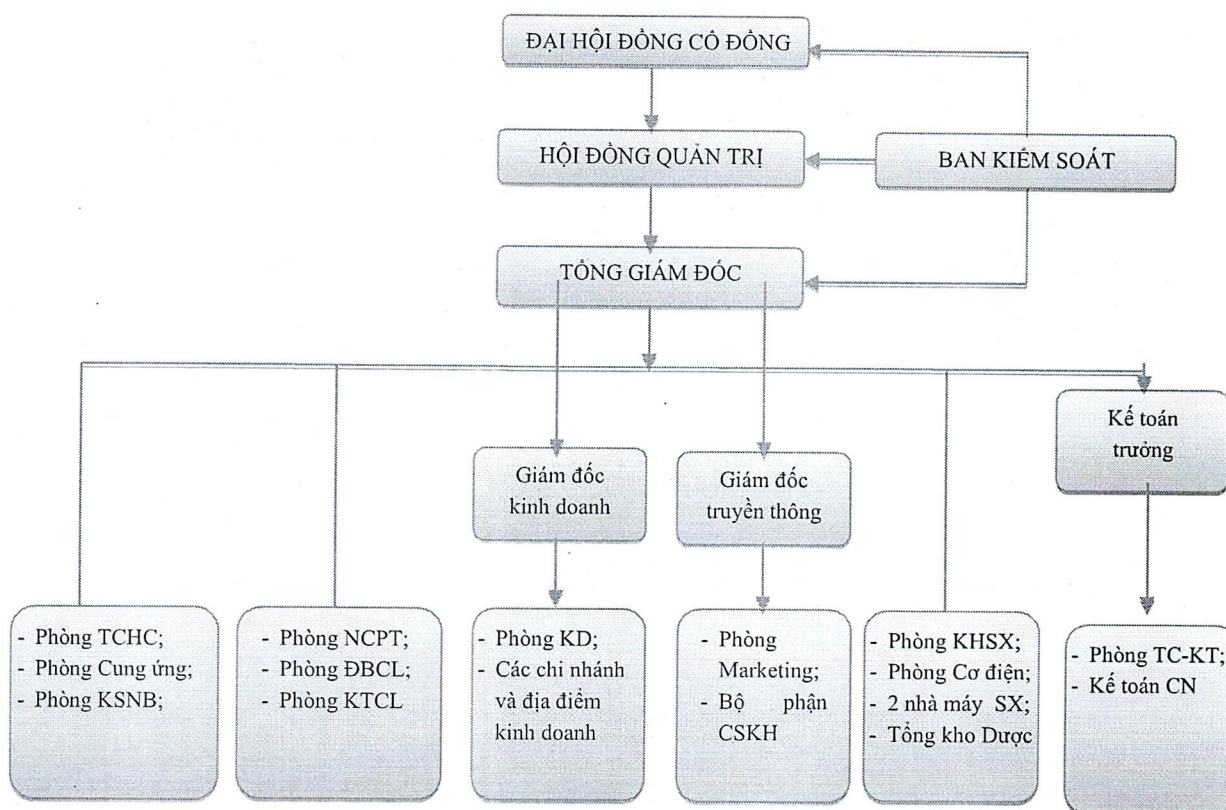 ĐẠI HỘI ĐỒNG CỔ ĐÔNG
HỘI ĐỒNG QUẢN TRỊ
BAN KIỂM SOÁT
TỔNG GIÁM ĐỐC
Kế toán
trưởng
Giám đốc
kinh doanh
Giám đốc
truyền thông
- Phòng TCHC;
- Phòng Cung ứng;
- Phòng KSNB;
- Phòng NCPT;
- Phòng ĐBCL;
- Phòng KTCL
- Phòng KD;
- Các chi nhánh
và địa điểm
kinh doanh
- Phòng
Marketing;
- Bộ phận
CSKH
- Phòng KHSX;
- Phòng Cơ điện;
- 2 nhà máy SX;
- Tổng kho Dược
- Phòng TC-KT;
- Kế toán CN